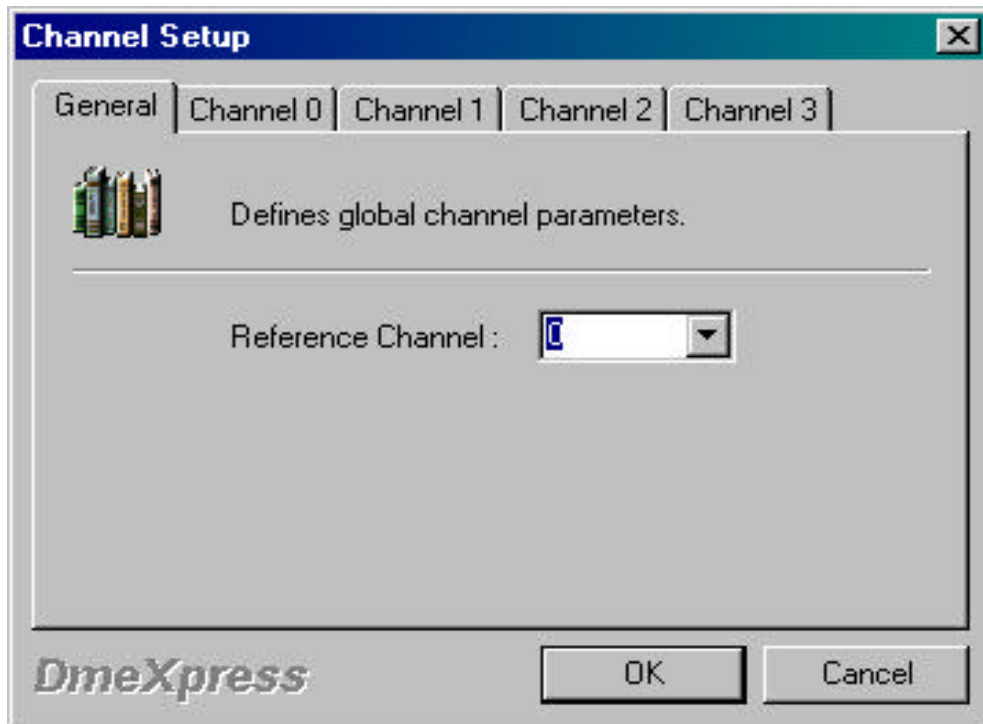 Channel Setup
General Channel 0 Channel 1 Channel 2 Channel 3
Defines global channel parameters.
Reference Channel : 0
DmeXpress OK Cancel